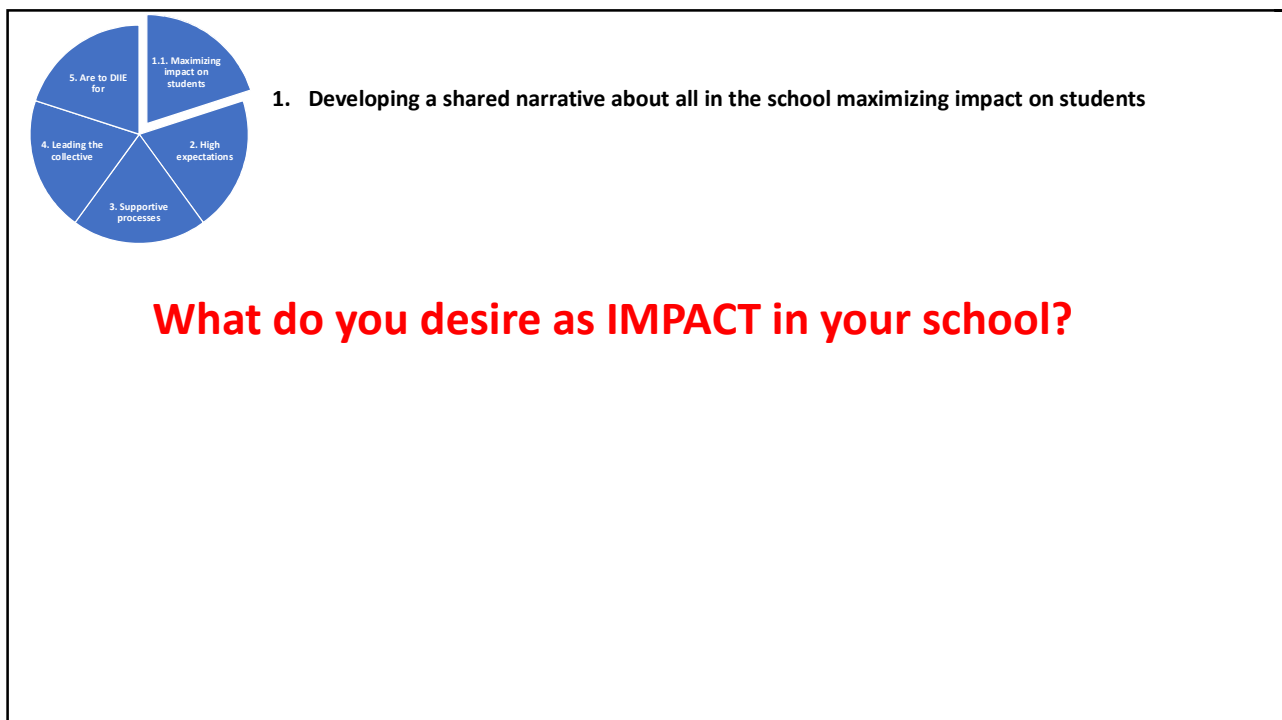 1.1. Maximizing
impact on
students
2. High
expectations
3. Supportive
processes
4. Leading the
collective
5. Are to DIIE
for
1. Developing a shared narrative about all in the school maximizing impact on students
What do you desire as IMPACT in your school?